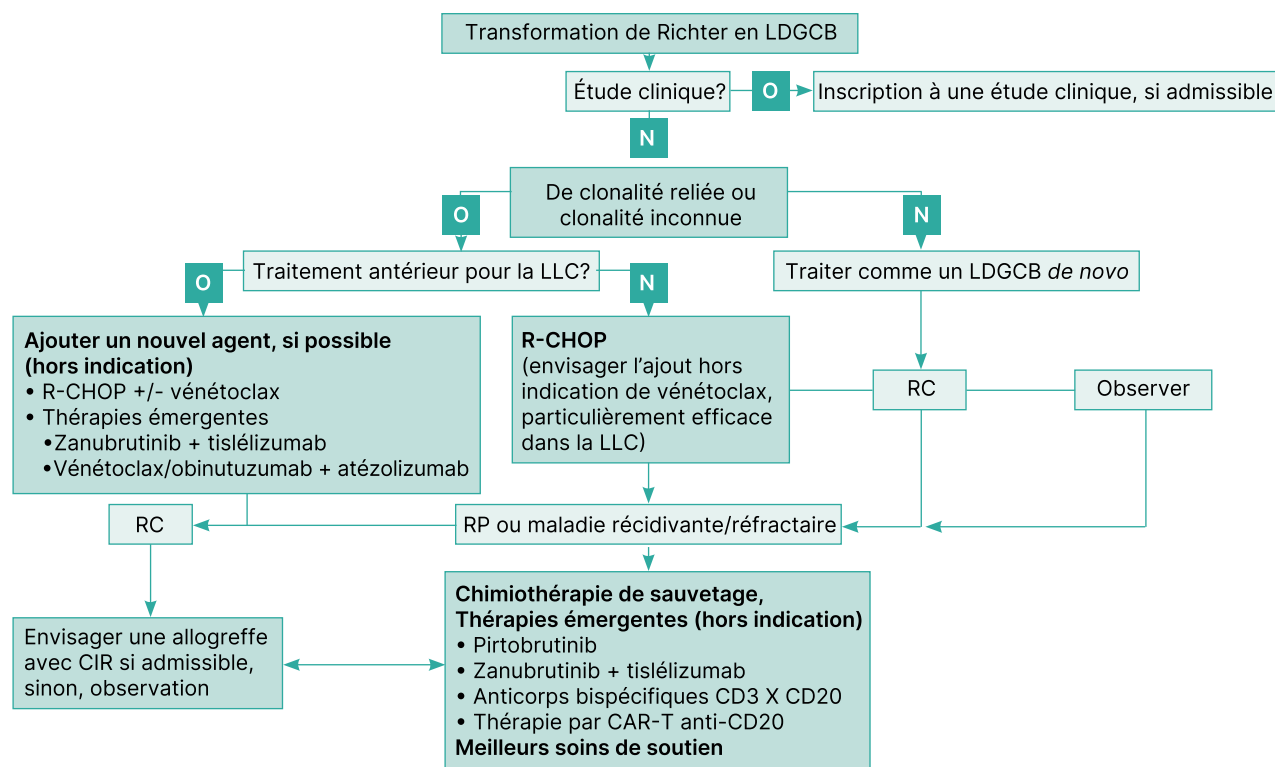 Transformation de Richter en LDGCB
Étude clinique?
O
Inscription à une étude clinique, si admissible
N
De clonalité reliée ou
clonalité inconnue
O
N
Traitement antérieur pour la LLC?
Traiter comme un LDGCB de novo
O
N
Ajouter un nouvel agent, si possible
(hors indication)
• R-CHOP +/- vénétoclax
• Thérapies émergentes
•Zanubrutinib + tislélizumab
•Vénétoclax/obinutuzumab + atézolizumab
R-CHOP
(envisager l’ajout hors
indication de vénétoclax,
particulièrement efficace
dans la LLC)
RC
Observer
RC
RP ou maladie récidivante/réfractaire
Envisager une allogreffe
avec CIR si admissible,
sinon, observation
Chimiothérapie de sauvetage,
Thérapies émergentes (hors indication)
• Pirtobrutinib
• Zanubrutinib + tislélizumab
• Anticorps bispécifiques CD3 X CD20
• Thérapie par CAR-T anti-CD20
Meilleurs soins de soutien